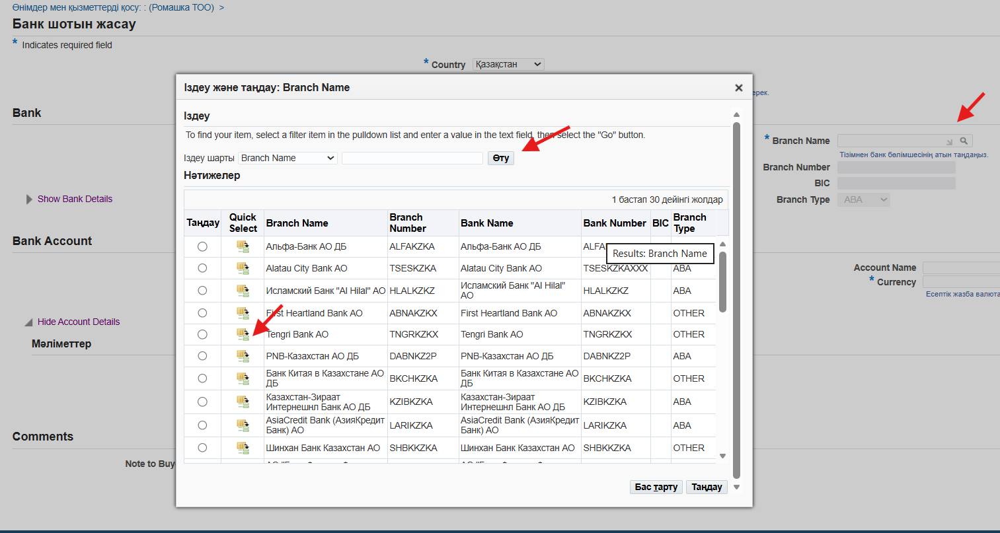 Өнімдер мен қызметтерді қосу: : (Ромашка ТОО) >
Банк шотын жасау
* Indicates required field
* Country Қазақстан
ерек.
Bank
* Branch Name
Тізімнен банк бөлімшесінің атын таңдаңыз.
Branch Number
BIC
Branch Type ABA
Show Bank Details
Bank Account
Account Name
* Currency
Есептік жазба валюта
Hide Account Details
Мәліметтер
Comments
Note to Buy
Іздеу және таңдау: Branch Name
Іздеу
To find your item, select a filter item in the pulldown list and enter a value in the text field, then select the "Go" button.
Іздеу шарты Branch Name Өту
Нәтижелер
1 бастап 30 дейінгі жолдар
Таңдау Quick Select Branch Name Branch Number Bank Name Bank Number BIC Branch Type
Альфа-Банк АО ДБ ALFAKZKA Альфа-Банк АО ДБ ALFA
Results: Branch Name
Alatau City Bank АО TSESKZKA Alatau City Bank АО TSESKZKAXXX ABA
Исламский Банк "Al Hilal" АО HLALKZKZ Исламский Банк "Al Hilal" АО HLALKZKZ ABA
First Heartland Bank АО ABNAKZKX First Heartland Bank АО ABNAKZKX OTHER
Tengri Bank АО TNGRKZKX Tengri Bank АО TNGRKZKX OTHER
PNB-Казахстан АО ДБ DABNKZ2P PNB-Казахстан АО ДБ DABNKZ2P ABA
Банк Китая в Казахстане АО ДБ BKCHKZKA Банк Китая в Казахстане АО ДБ BKCHKZKA OTHER
Казахстан-Зираат Интернешнл Банк АО ДБ KZIBKZKA Казахстан-Зираат Интернешнл Банк АО ДБ KZIBKZKA ABA
AsiaCredit Bank (АзияКредит Банк) АО LARIKZKA AsiaCredit Bank (АзияКредит Банк) АО LARIKZKA ABA
Шинхан Банк Казахстан АО SHBKKZKA Шинхан Банк Казахстан АО SHBKKZKA OTHER
Бас тарту Таңдау